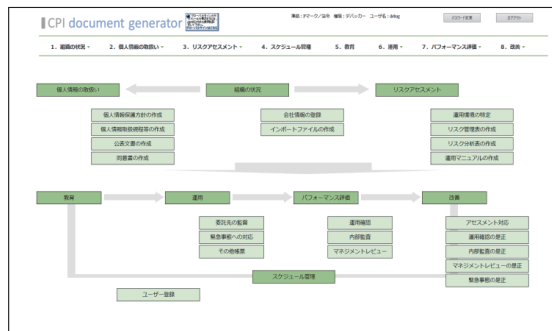 CPI document generator
事前：Pマーク／証券 権限：デバッガー ユーザ名：debug
パスワード変更
ログアウト
1．組織の状況
2．個人情報の取扱い
3．リスクアセスメント
4．スケジュール管理
5．教育
6．運用
7．パフォーマンス評価
8．改善
個人情報の取扱い
組織の状況
リスクアセスメント
個人情報保護方針の作成
会社情報の登録
運用環境の特定
個人情報取扱規程等の作成
インポートファイルの作成
リスク管理表の作成
公表文書の作成
リスク分析表の作成
同意書の作成
運用マニュアルの作成
教育
運用
パフォーマンス評価
改善
委託先の監督
運用確認
アセスメント対応
緊急事態への対応
内部監査
運用確認の是正
その他帳票
マネジメントレビュー
内部監査の是正
マネジメントレビューの是正
スケジュール管理
緊急事態の是正
ユーザー登録